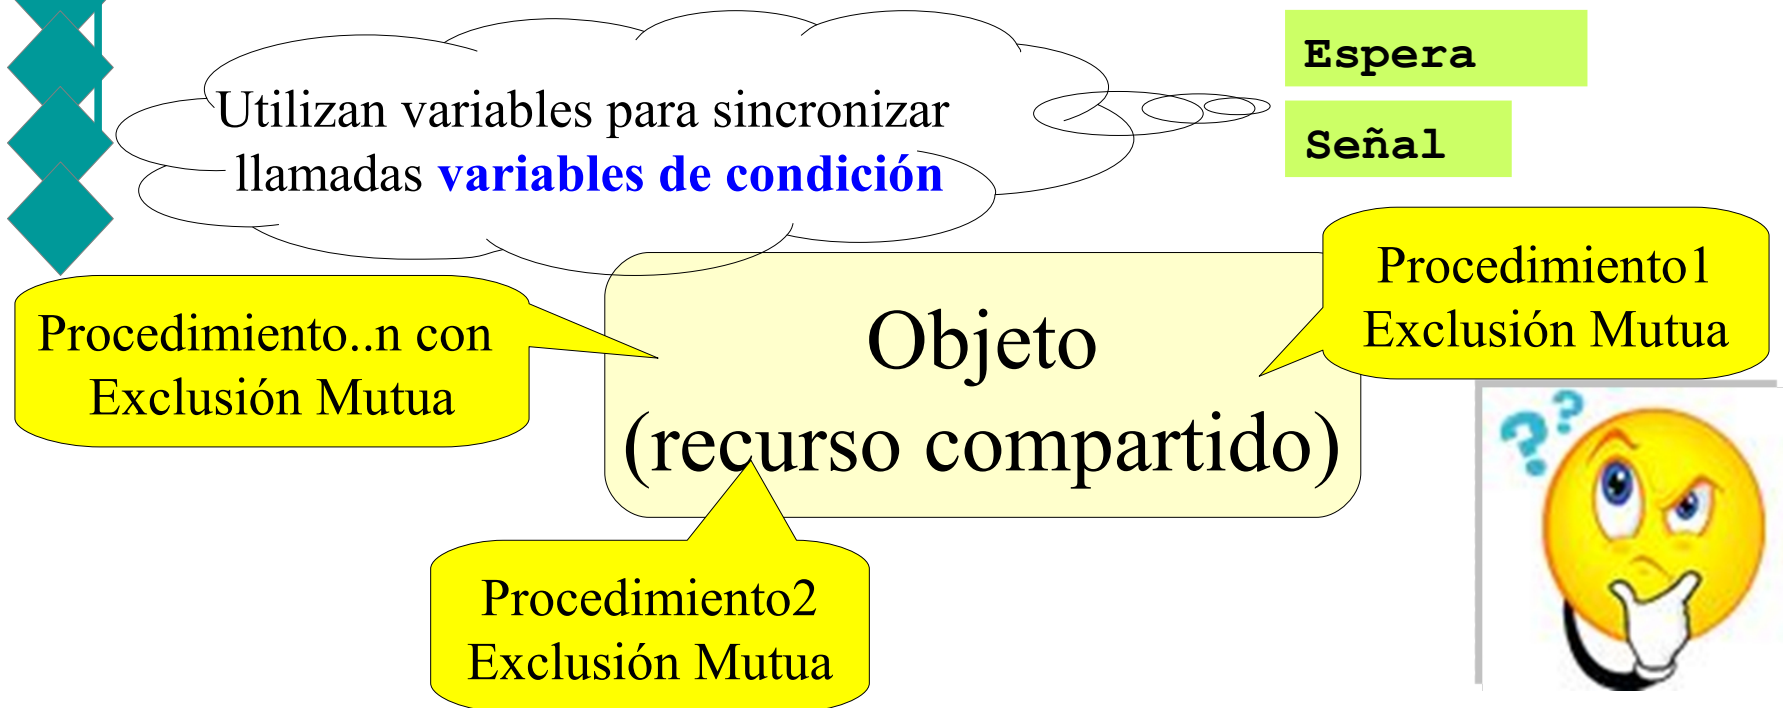 Utilizan variables para sincronizar
llamadas variables de condición
Espera
Señal
Procedimiento1
Exclusión Mutua
Procedimiento..n con
Exclusión Mutua
Objeto
(recurso compartido)
Procedimiento2
Exclusión Mutua
? ?